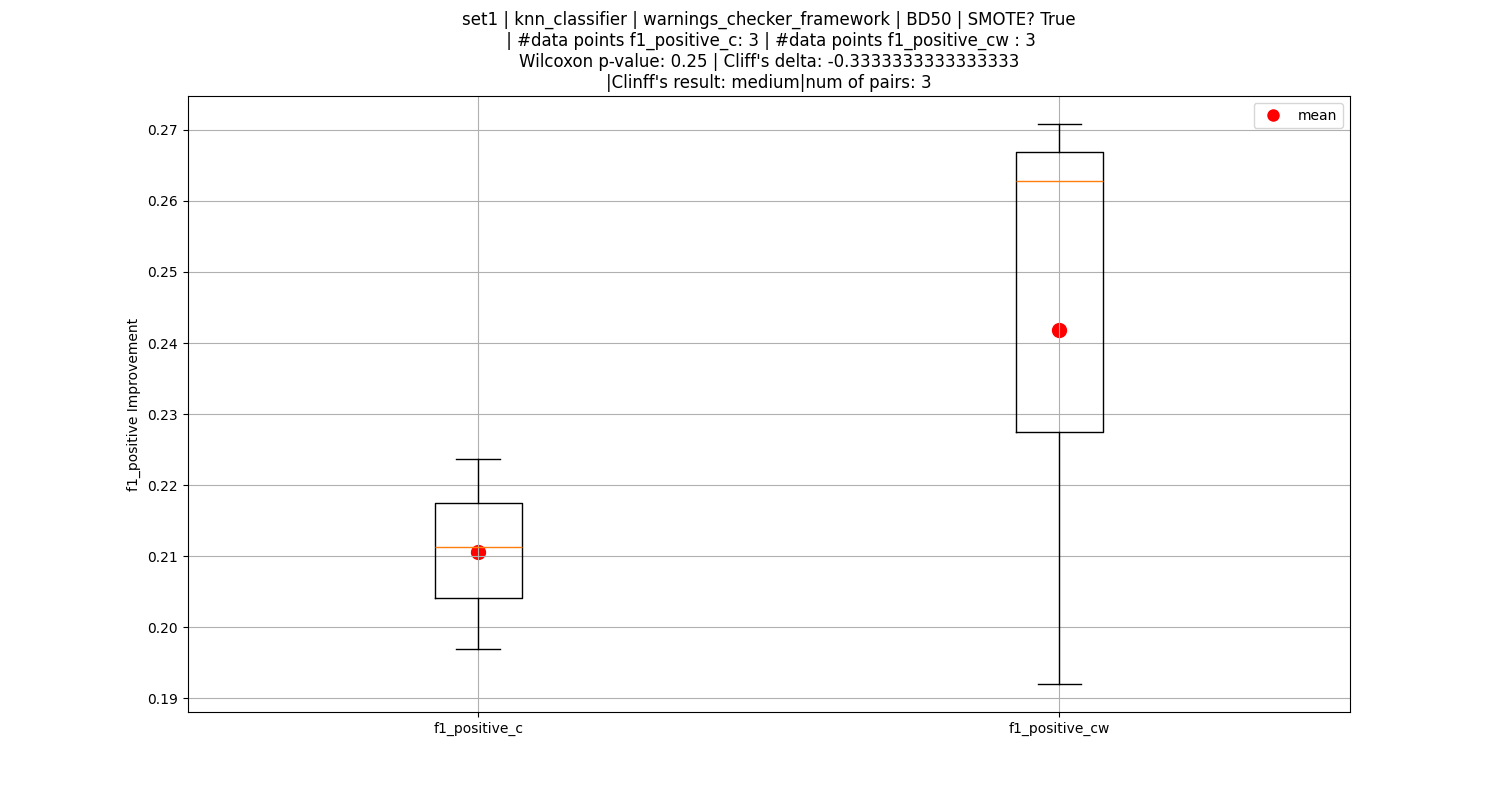 set1 | knn_classifier | warnings_checker_framework | BD50 | SMOTE? True
| #data points f1_positive_c: 3 | #data points f1_positive_cw : 3
Wilcoxon p-value: 0.25 | Cliff's delta: -0.3333333333333333
|Clinff's result: medium|num of pairs: 3
mean
0.27
0.26
0.25
0.24
0.23
0.22
0.21
0.20
0.19
f1_positive Improvement
f1_positive_c
f1_positive_cw